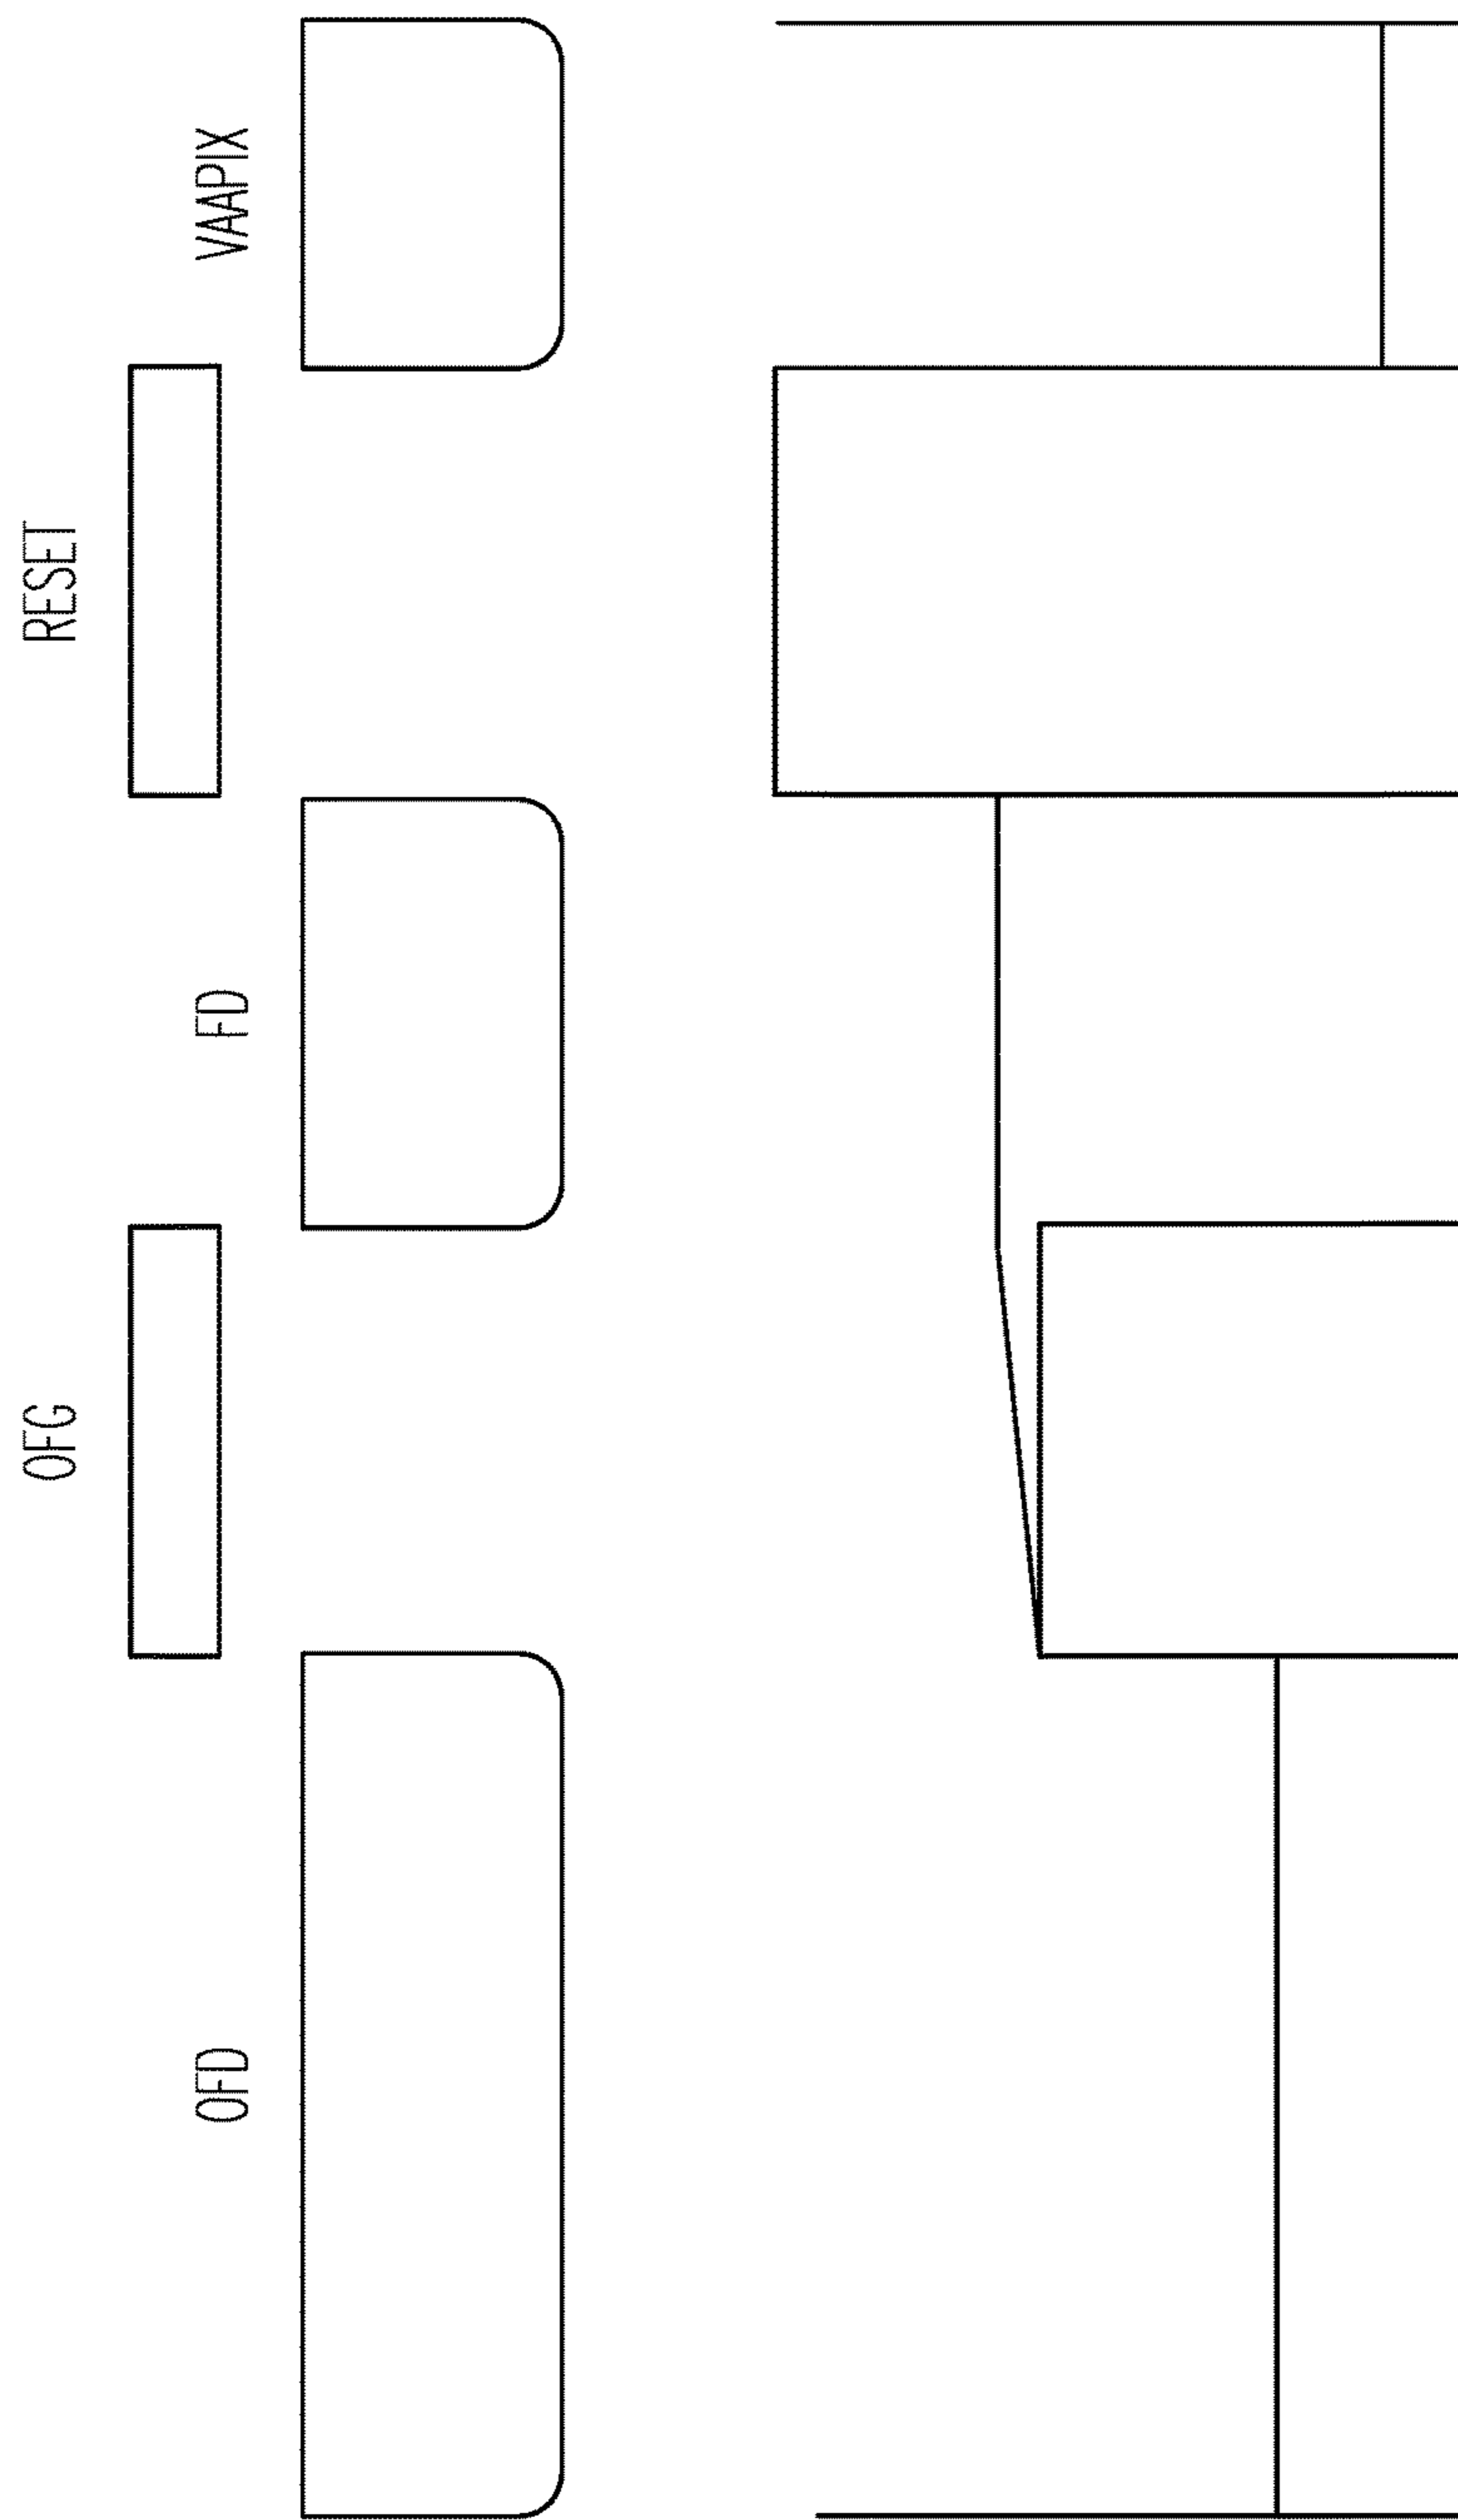 OFG
RESET
OFD
FD
VAAPIX